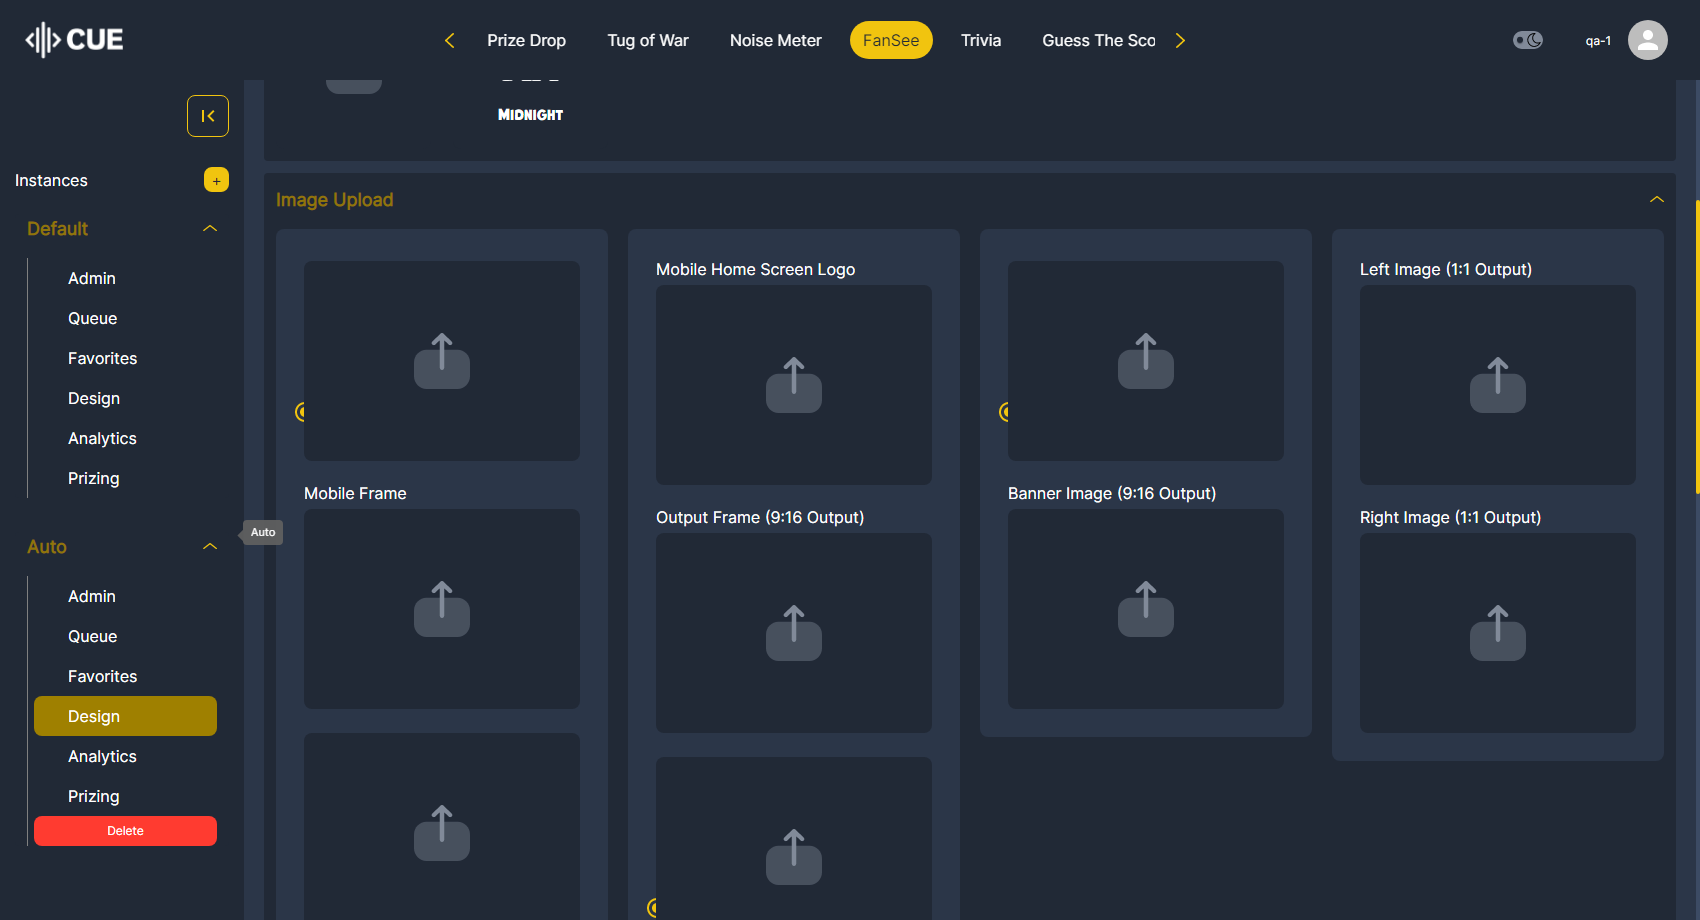 CUE
Prize Drop
Tug of War
Noise Meter
FanSee
Trivia
Guess The Sco
qa-1
MIDNIGHT
Instances
+
Default
Admin
Queue
Favorites
Design
Analytics
Prizing
Auto
Auto
Admin
Queue
Favorites
Design
Analytics
Prizing
Delete
Image Upload
Mobile Home Screen Logo
Left Image (1:1 Output)
Mobile Frame
Banner Image (9:16 Output)
Output Frame (9:16 Output)
Right Image (1:1 Output)